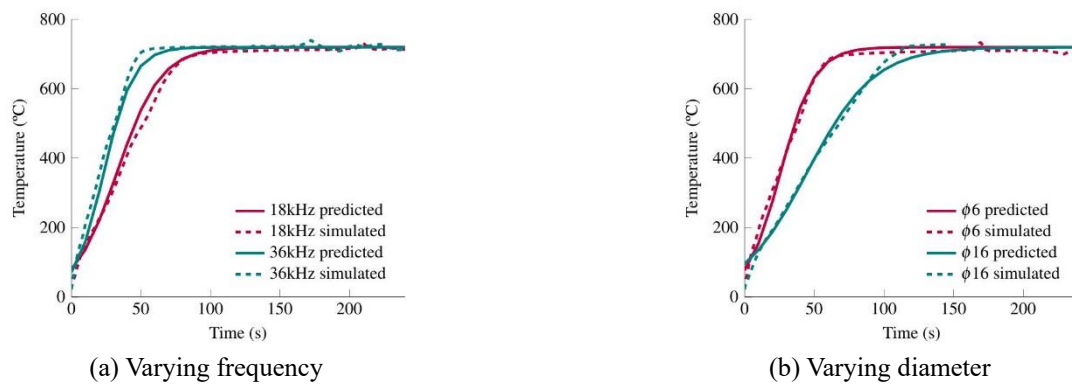 800
600
400
200
0
Temperature (ºC)
18kHz predicted
18kHz simulated
36kHz predicted
36kHz simulated
0 50 100 150 200
Time (s)
(a) Varying frequency
800
600
400
200
0
Temperature (ºC)
ϕ6 predicted
ϕ6 simulated
ϕ16 predicted
ϕ16 simulated
0 50 100 150 200
Time (s)
(b) Varying diameter